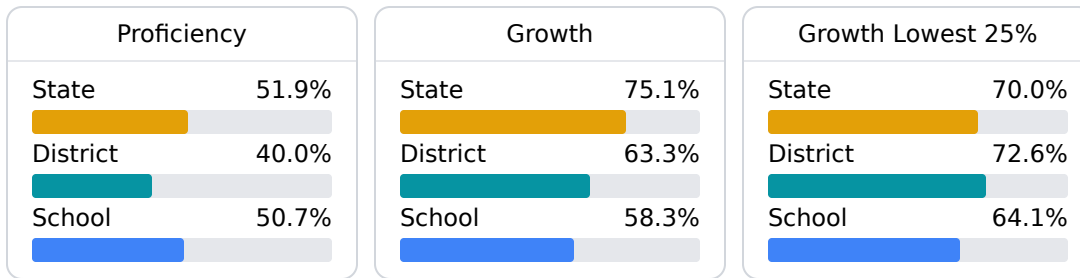 Proficiency
State 51.9%
District 40.0%
School 50.7%
Growth
State 75.1%
District 63.3%
School 58.3%
Growth Lowest 25%
State 70.0%
District 72.6%
School 64.1%